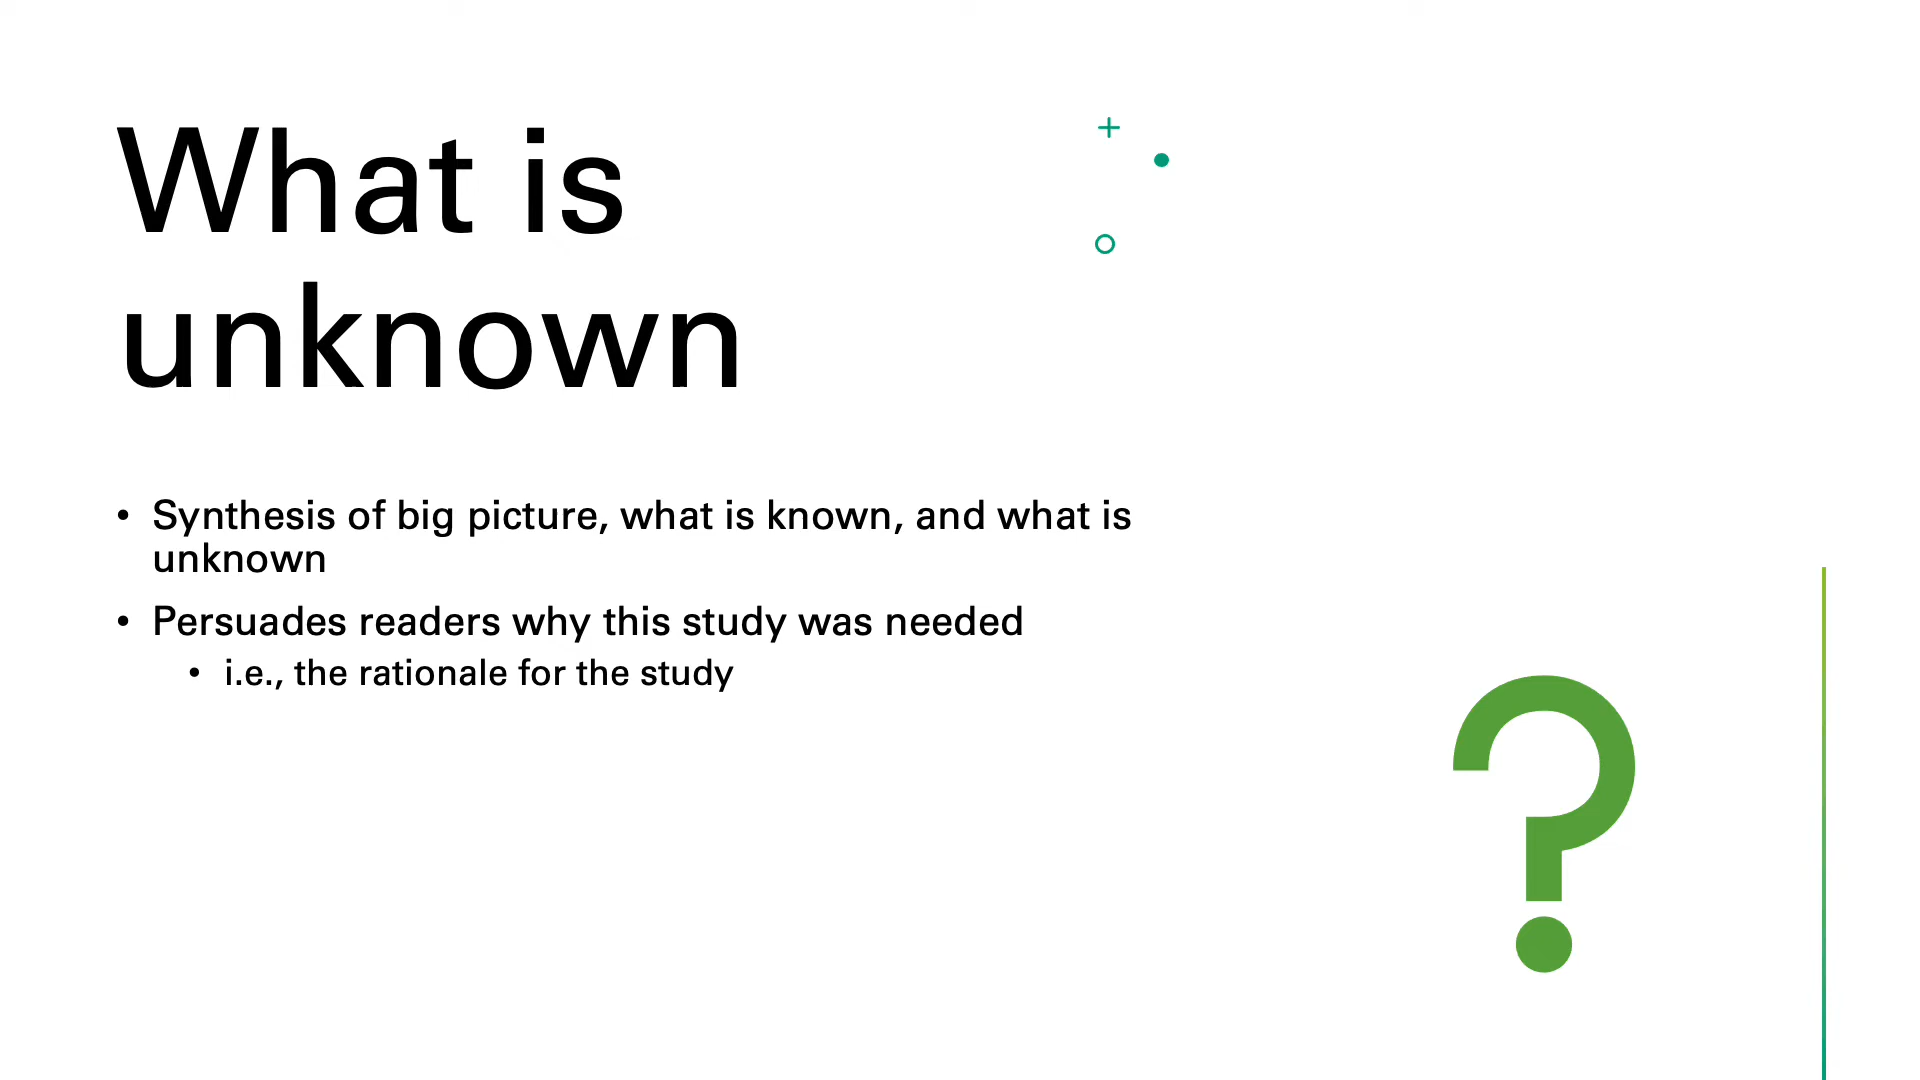 What is
unknown
• Synthesis of big picture, what is known, and what is
unknown
• Persuades readers why this study was needed
• i.e., the rationale for the study
?